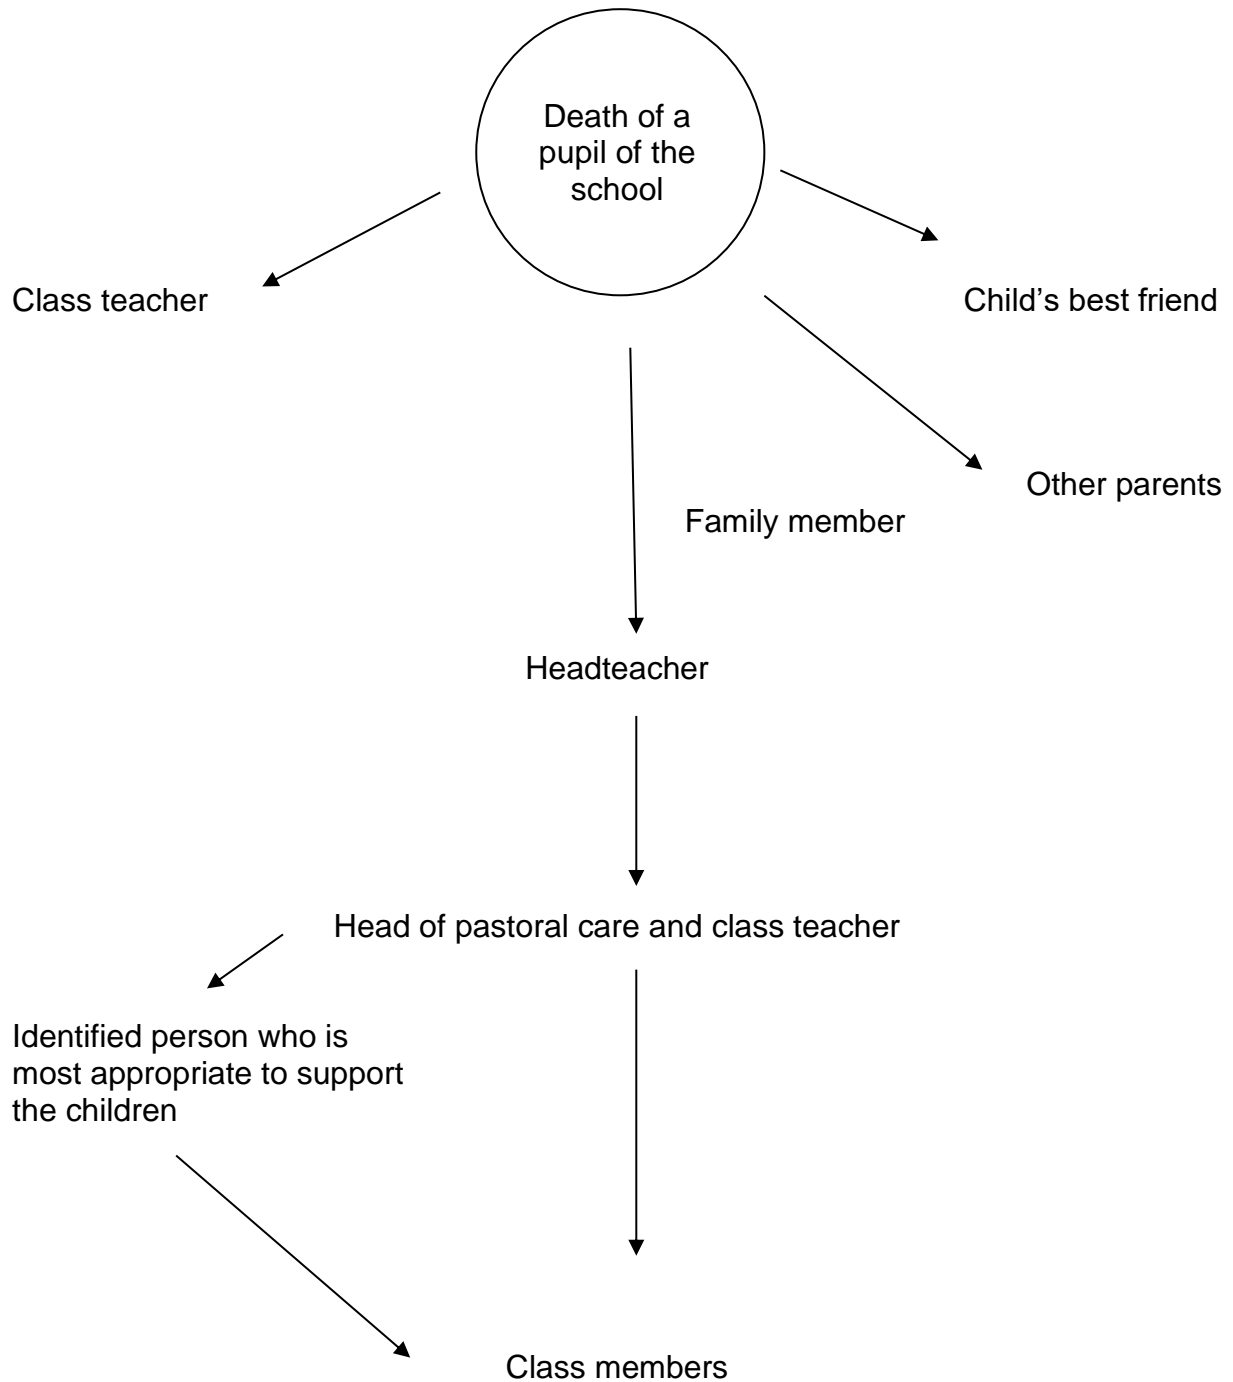 Death of a
pupil of the
school
Class teacher
Child’s best friend
Other parents
Family member
Headteacher
Head of pastoral care and class teacher
Identified person who is
most appropriate to support
the children
Class members